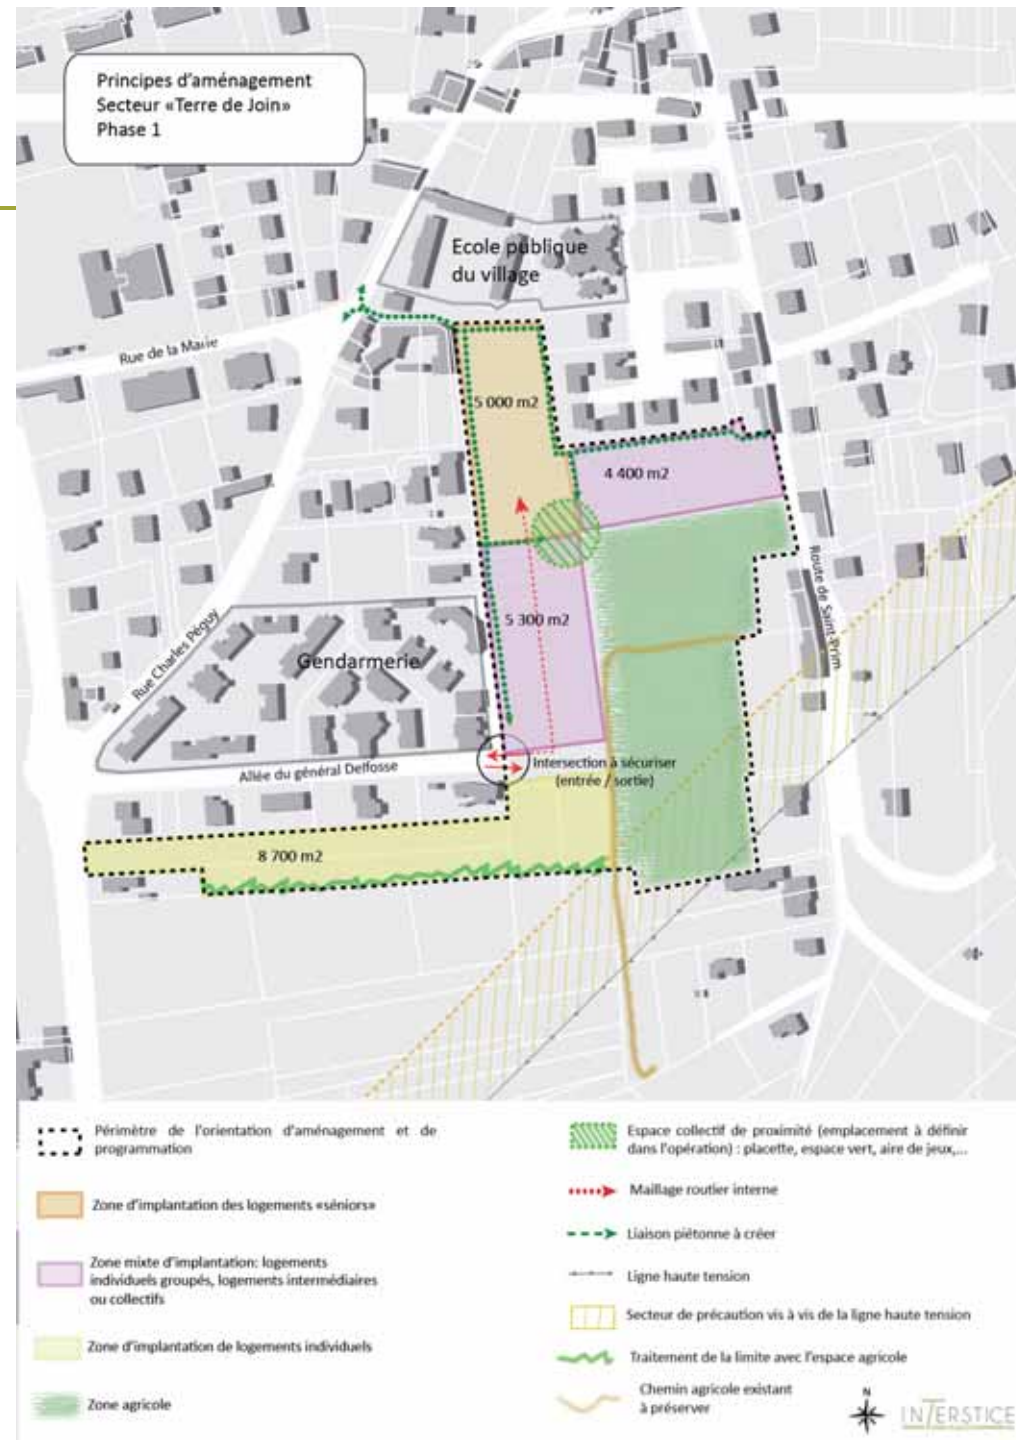 Principes d'aménagement
Secteur «Terre de Join»
Phase 1
Ecole publique
du village
Rue de la Marie
5 000 m2
4 400 m2
Route de Saint-Prim
5 300 m2
Rue Charles Péguy
Gendarmerie
Intersection à sécuriser
(entrée / sortie)
Allée du général Delfosse
8 700 m2
Périmètre de l'orientation d'aménagement et de
programmation
Zone d'implantation des logements «séniors»
Zone mixte d'implantation: logements
individuels groupés, logements intermédiaires
ou collectifs
Zone d'implantation de logements individuels
Zone agricole
Espace collectif de proximité (emplacement à définir
dans l'opération) : placette, espace vert, aire de jeux,...
Maillage routier interne
Liaison piétonne à créer
Ligne haute tension
Secteur de précaution vis à vis de la ligne haute tension
Traitement de la limite avec l'espace agricole
Chemin agricole existant
à préserver
N
INTERSTICE